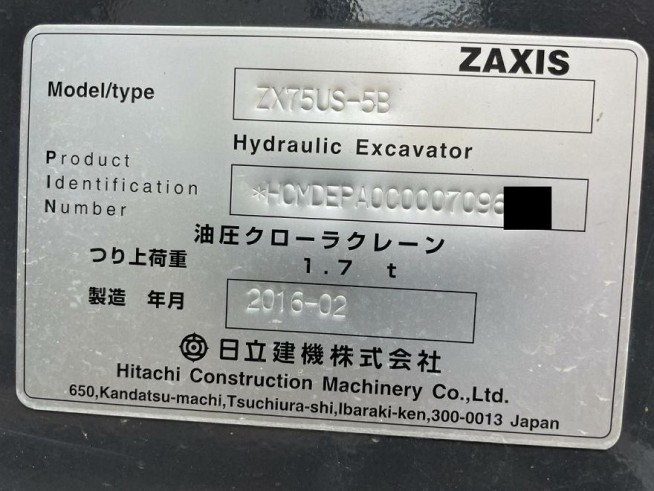 ZAXIS
Model/type ZX75US-5B
Hydraulic Excavator
Product
Identification *HCMDEPA0C00007096
Number
油圧クローラクレーン
つり上荷重 1.7 t
製造 年月 2016-02
日立建機株式会社
Hitachi Construction Machinery Co.,Ltd.
650,Kandatsu-machi,Tsuchiura-shi,Ibaraki-ken,300-0013 Japan